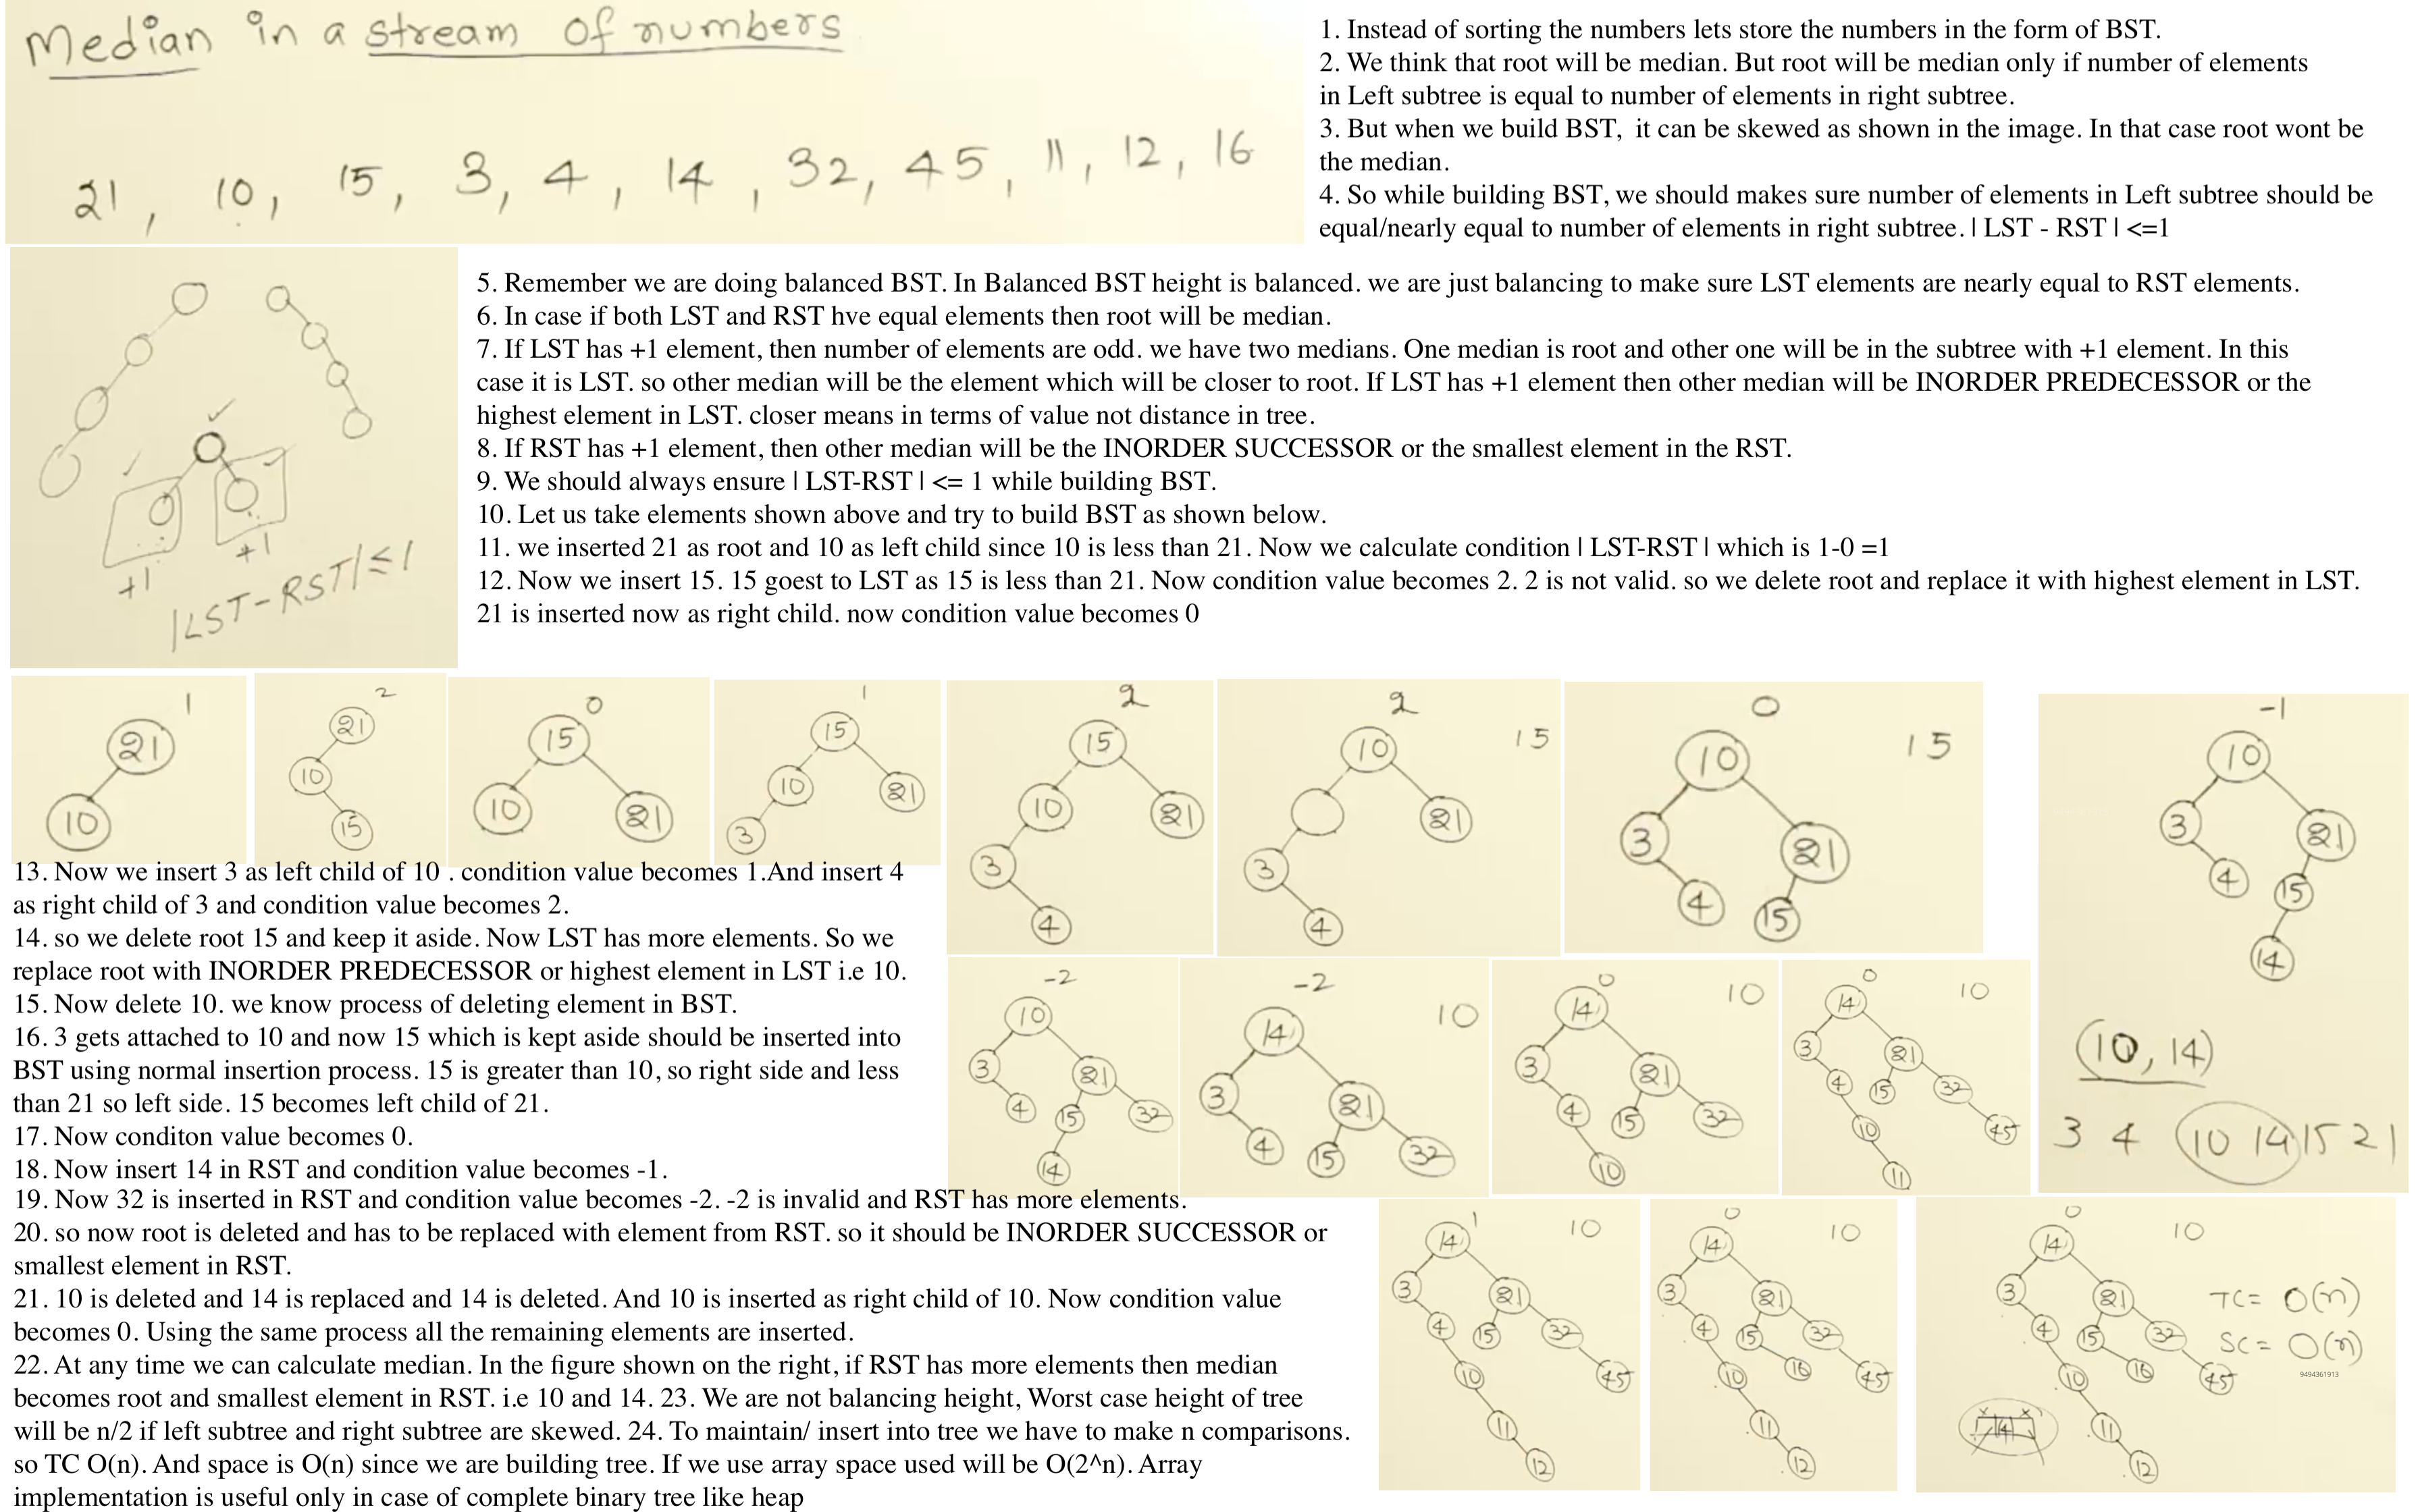 Median in a stream of numbers
21, 10, 15, 3, 4, 14, 32, 45, 11, 12, 16
1. Instead of sorting the numbers lets store the numbers in the form of BST.
2. We think that root will be median. But root will be median only if number of elements
in Left subtree is equal to number of elements in right subtree.
3. But when we build BST, it can be skewed as shown in the image. In that case root wont be
the median.
4. So while building BST, we should makes sure number of elements in Left subtree should be
equal/nearly equal to number of elements in right subtree. | LST - RST | <=1
+1
+1
|LST-RST|≤1
5. Remember we are doing balanced BST. In Balanced BST height is balanced. we are just balancing to make sure LST elements are nearly equal to RST elements.
6. In case if both LST and RST hve equal elements then root will be median.
7. If LST has +1 element, then number of elements are odd. we have two medians. One median is root and other one will be in the subtree with +1 element. In this
case it is LST. so other median will be the element which will be closer to root. If LST has +1 element then other median will be INORDER PREDECESSOR or the
highest element in LST. closer means in terms of value not distance in tree.
8. If RST has +1 element, then other median will be the INORDER SUCCESSOR or the smallest element in the RST.
9. We should always ensure | LST-RST | <= 1 while building BST.
10. Let us take elements shown above and try to build BST as shown below.
11. we inserted 21 as root and 10 as left child since 10 is less than 21. Now we calculate condition | LST-RST | which is 1-0 =1
12. Now we insert 15. 15 goest to LST as 15 is less than 21. Now condition value becomes 2. 2 is not valid. so we delete root and replace it with highest element in LST.
21 is inserted now as right child. now condition value becomes 0
1
21
10
2
21
10
15
0
15
10 21
1
15
10 21
3
2
15
10 21
3
4
2
10 15
21
3
4
0
10 15
3 21
4 15
-1
10
3 21
4 15
14
(10, 14)
3 4 10 14 15 21
13. Now we insert 3 as left child of 10 . condition value becomes 1.And insert 4
as right child of 3 and condition value becomes 2.
14. so we delete root 15 and keep it aside. Now LST has more elements. So we
replace root with INORDER PREDECESSOR or highest element in LST i.e 10.
15. Now delete 10. we know process of deleting element in BST.
16. 3 gets attached to 10 and now 15 which is kept aside should be inserted into
BST using normal insertion process. 15 is greater than 10, so right side and less
than 21 so left side. 15 becomes left child of 21.
17. Now conditon value becomes 0.
18. Now insert 14 in RST and condition value becomes -1.
19. Now 32 is inserted in RST and condition value becomes -2. -2 is invalid and RST has more elements.
20. so now root is deleted and has to be replaced with element from RST. so it should be INORDER SUCCESSOR or
smallest element in RST.
21. 10 is deleted and 14 is replaced and 14 is deleted. And 10 is inserted as right child of 10. Now condition value
becomes 0. Using the same process all the remaining elements are inserted.
22. At any time we can calculate median. In the figure shown on the right, if RST has more elements then median
becomes root and smallest element in RST. i.e 10 and 14. 23. We are not balancing height, Worst case height of tree
will be n/2 if left subtree and right subtree are skewed. 24. To maintain/ insert into tree we have to make n comparisons.
so TC O(n). And space is O(n) since we are building tree. If we use array space used will be O(2^n). Array
implementation is useful only in case of complete binary tree like heap
-2
10
3 21
4 15 32
14
-2
14 10
3 21
4 15 32
0
14 10
3 21
4 15 32
10
0
14 10
3 21
4 15 32
10 45
11
1
14 10
3 21
4 15 32
10 45
11
12
0
14 10
3 21
4 15 32
10 16 45
11
12
0
14 10
3 21
4 15 32
10 16 45
11
12
TC = O(n)
SC = O(n)
9494361913